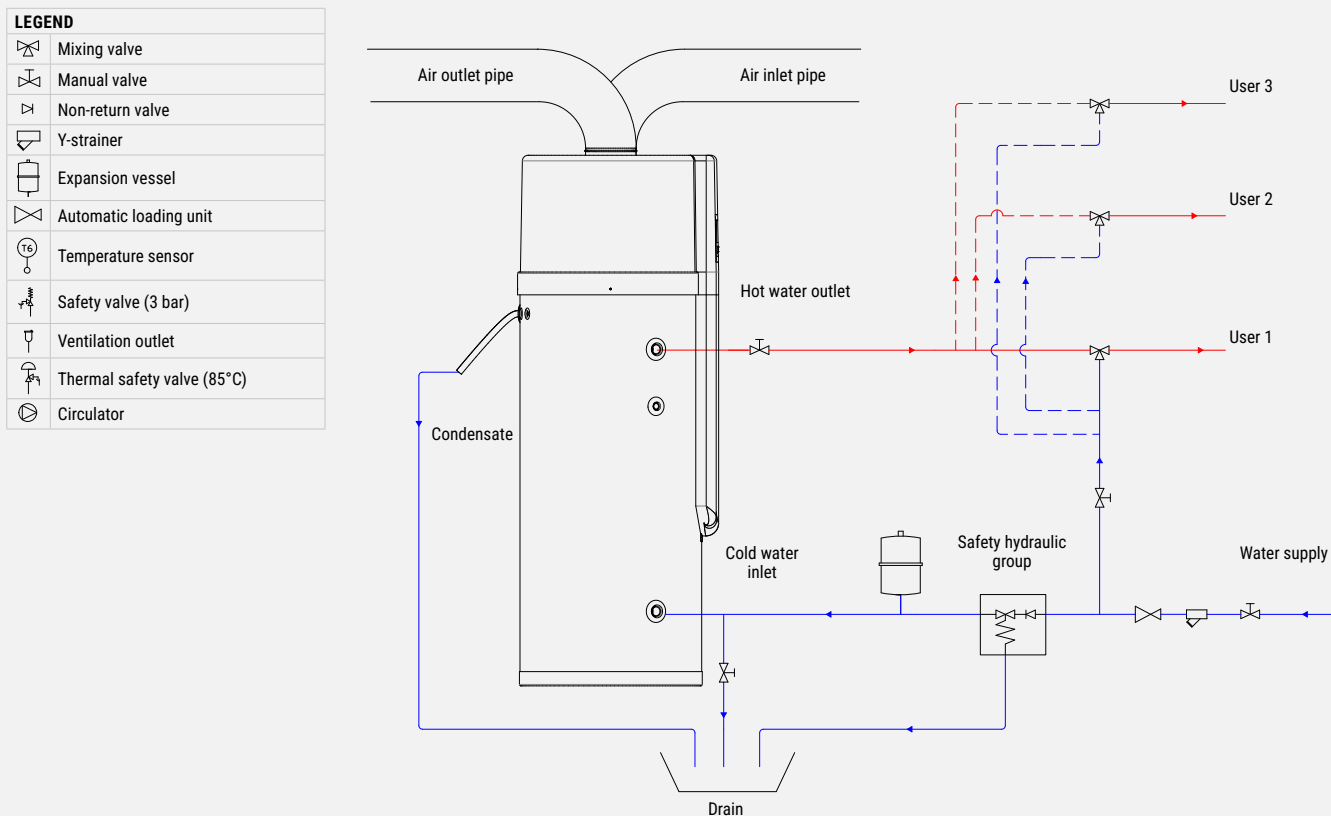 LEGEND
Mixing valve
Manual valve
Non-return valve
Y-strainer
Expansion vessel
Automatic loading unit
T6
Temperature sensor
Safety valve (3 bar)
Ventilation outlet
Thermal safety valve (85°C)
Circulator
Air outlet pipe
Air inlet pipe
User 3
User 2
Hot water outlet
User 1
Condensate
Cold water
inlet
Safety hydraulic
group
Water supply
Drain